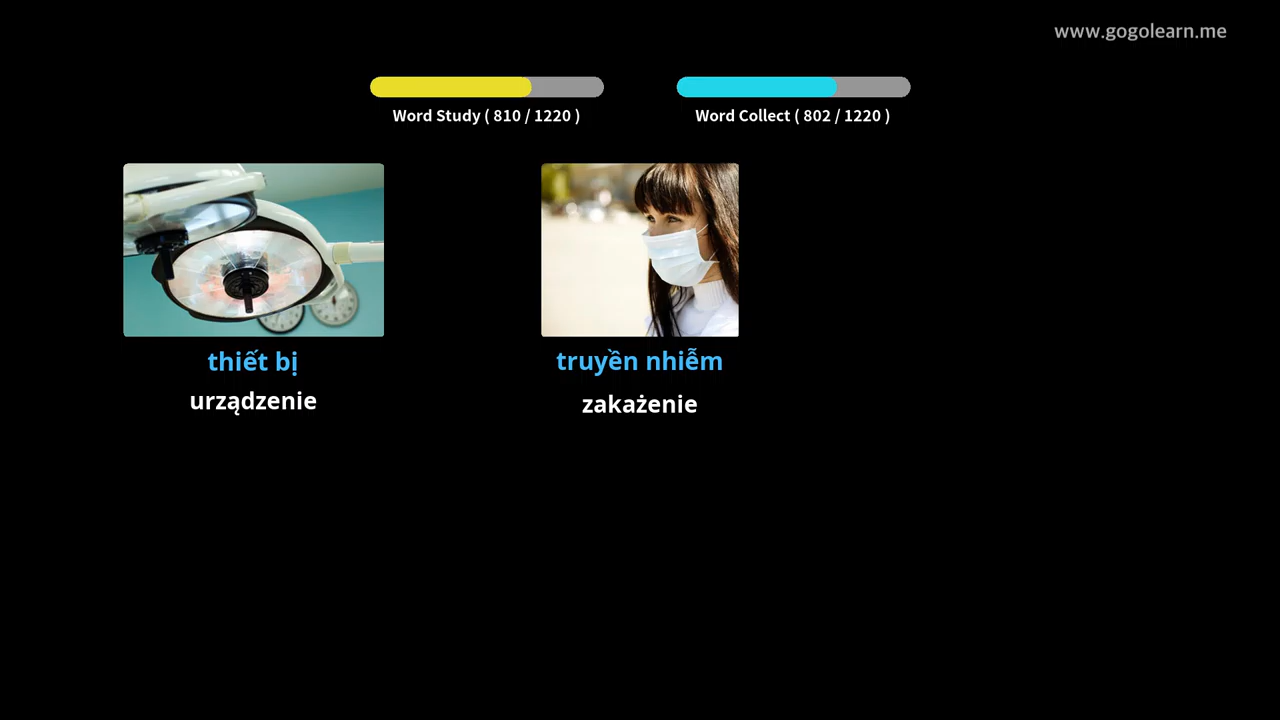 www.gogolearn.me
Word Study ( 810 / 1220 )
Word Collect ( 802 / 1220 )
thiết bị
urządzenie
truyền nhiễm
zakażenie